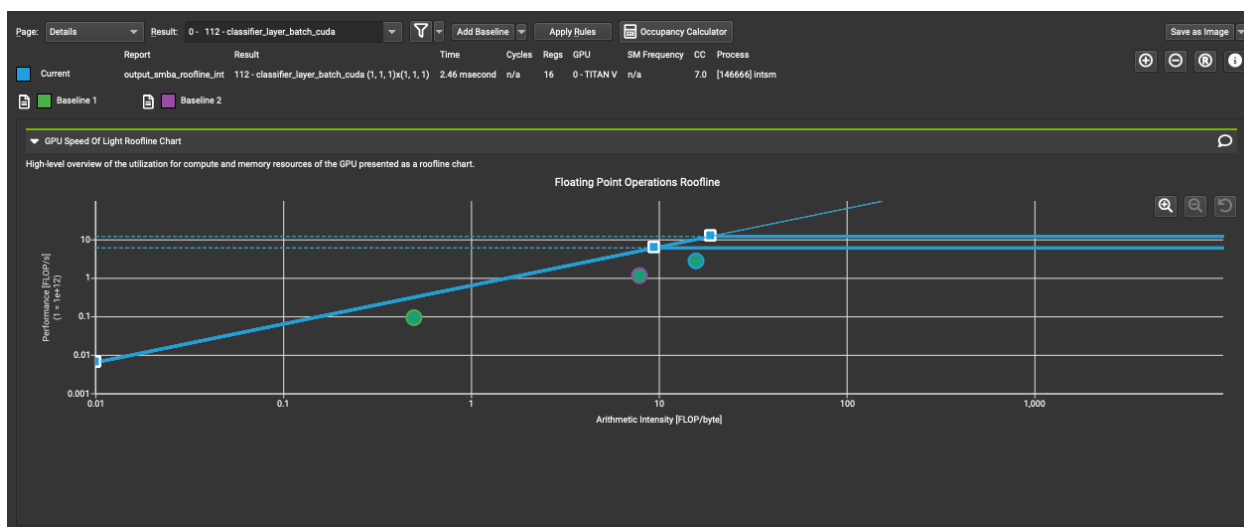 Page: Details Result: 0 - 112 - classifier_layer_batch_cuda Add Baseline Apply Rules Occupancy Calculator Save as Image
Report Result Time Cycles Regs GPU SM Frequency CC Process
Current output_smba_roofline_int 112 - classifier_layer_batch_cuda (1, 1, 1)x(1, 1, 1) 2.46 msecond n/a 16 0 - TITAN V n/a 7.0 [146666] intsm
Baseline 1 Baseline 2
GPU Speed Of Light Roofline Chart
High-level overview of the utilization for compute and memory resources of the GPU presented as a roofline chart.
Floating Point Operations Roofline
Performance [FLOP/s]
(1 = 1e+12)
10
1
0.1
0.01
0.001
0.01 0.1 1 10 100 1,000
Arithmetic Intensity [FLOP/byte]